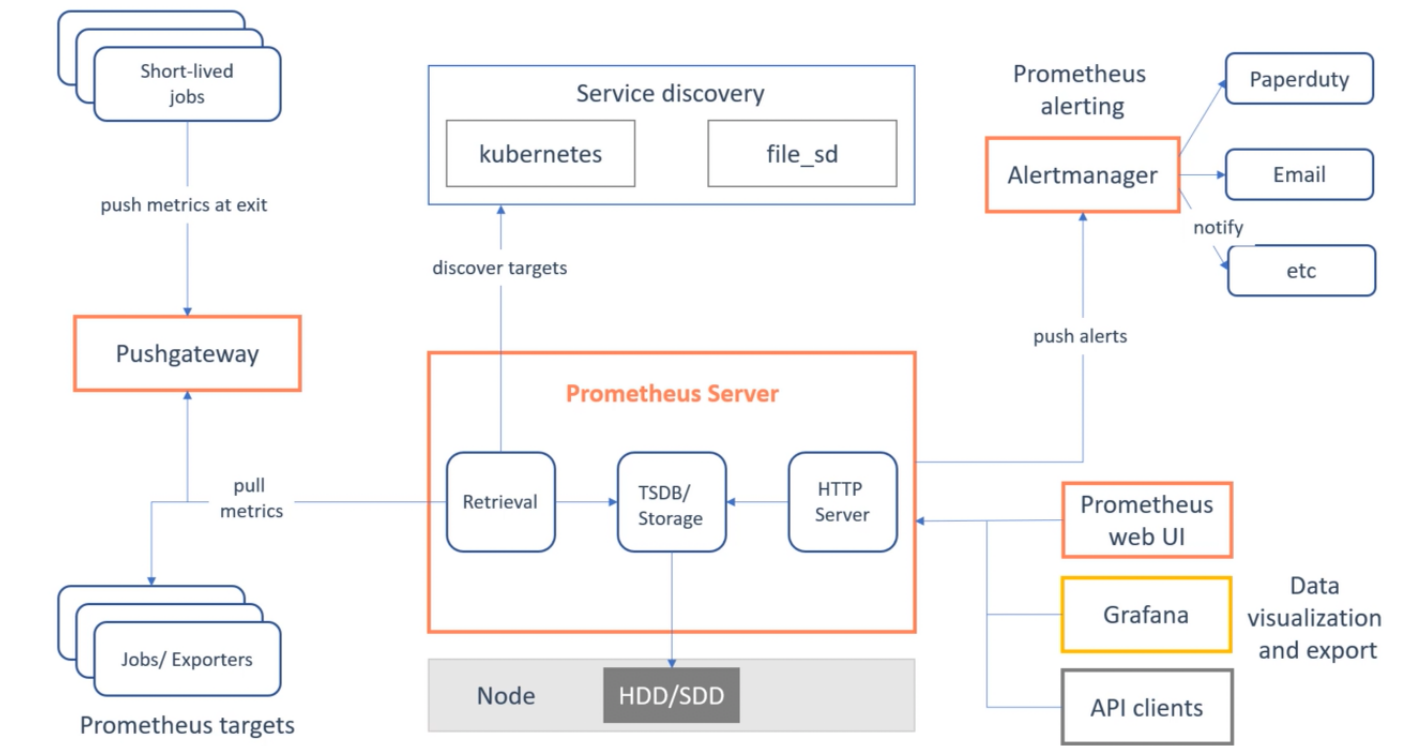 Short-lived
jobs
push metrics at exit
Pushgateway
pull
metrics
Jobs/ Exporters
Prometheus targets
Service discovery
kubernetes
file_sd
discover targets
Prometheus Server
Retrieval
TSDB/
Storage
HTTP
Server
Node
HDD/SDD
Prometheus
alerting
Alertmanager
Paperduty
Email
notify
etc
push alerts
Prometheus
web UI
Grafana
API clients
Data
visualization
and export